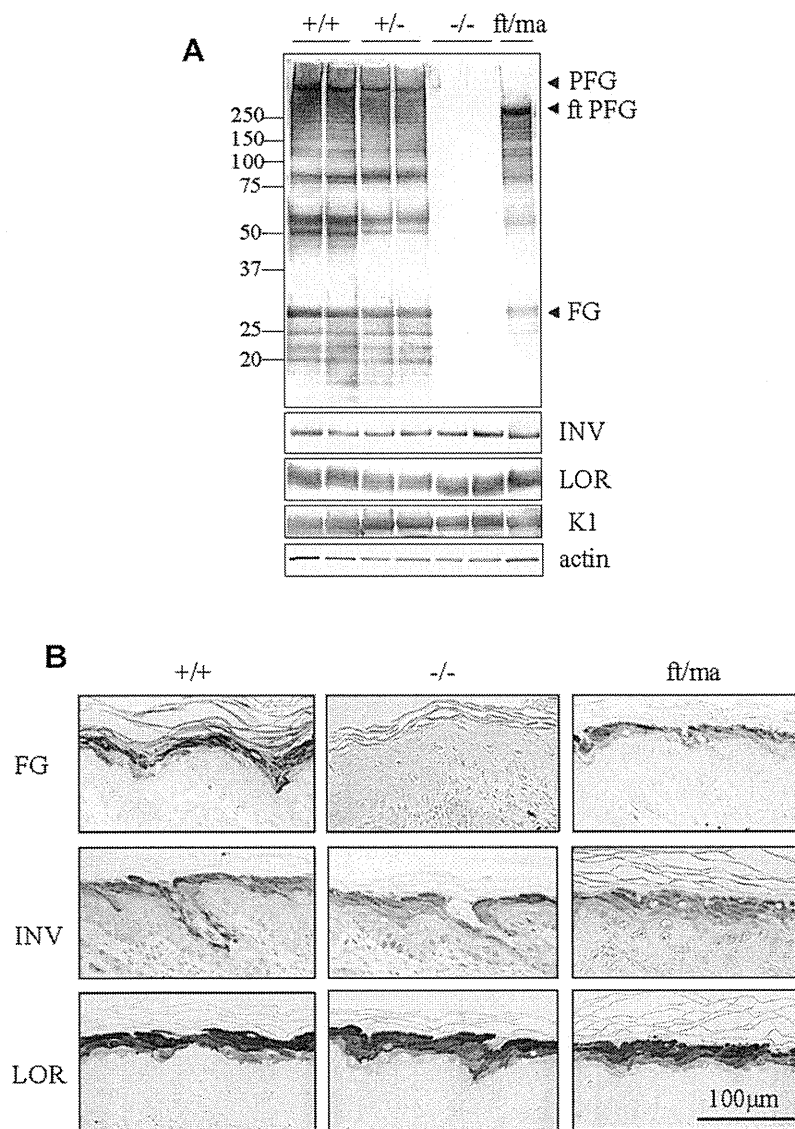 A
+/+ +/- -/- ft/ma
PFG
ft PFG
250
150
100
75
50
37
FG
25
20
INV
LOR
K1
actin
B
+/+ -/- ft/ma
FG
INV
LOR
100μm